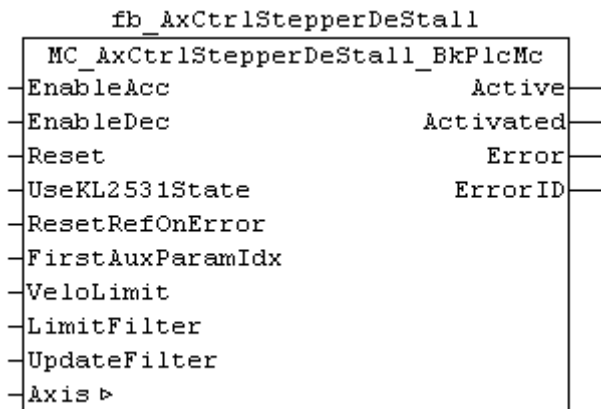 fb_AxCtrlStepperDeStall
MC_AxCtrlStepperDeStall_BkPlcMc
EnableAcc Active
EnableDec Activated
Reset Error
UseKL2531State ErrorID
ResetRefOnError
FirstAuxParamIdx
VeloLimit
LimitFilter
UpdateFilter
Axis ▷